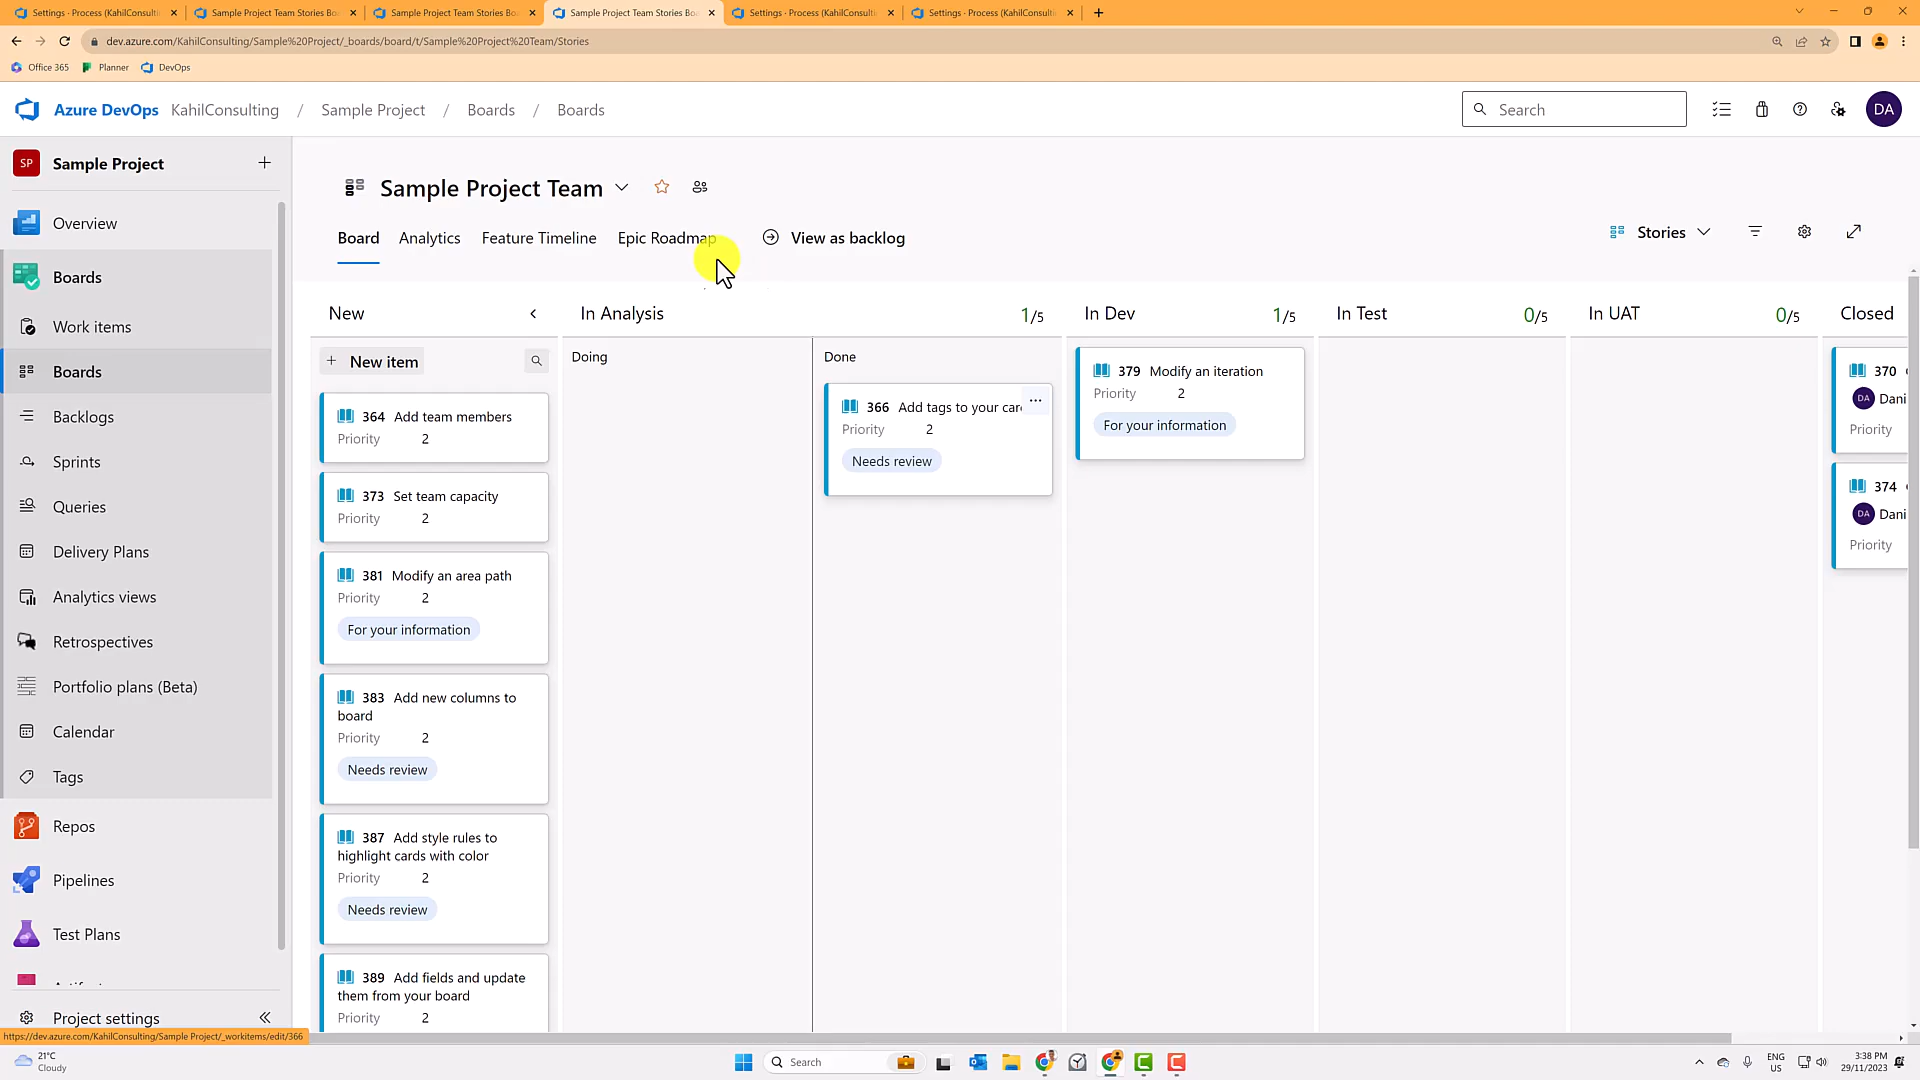 Settings · Process (KahilConsultin
Sample Project Team Stories Bo
Sample Project Team Stories Bo
Sample Project Team Stories Bo
Settings · Process (KahilConsultin
Settings · Process (KahilConsultin
dev.azure.com/KahilConsulting/Sample%20Project/_boards/board/t/Sample%20Project%20Team/Stories
Office 365
Planner
DevOps
Azure DevOps
KahilConsulting / Sample Project / Boards / Boards
Search
DA
SP
Sample Project
Overview
Boards
Work items
Boards
Backlogs
Sprints
Queries
Delivery Plans
Analytics views
Retrospectives
Portfolio plans (Beta)
Calendar
Tags
Repos
Pipelines
Test Plans
Project settings
https://dev.azure.com/KahilConsulting/Sample Project/_workitems/edit/366
Sample Project Team
Board
Analytics
Feature Timeline
Epic Roadmap
View as backlog
Stories
New
New item
364 Add team members
Priority 2
373 Set team capacity
Priority 2
381 Modify an area path
Priority 2
For your information
383 Add new columns to
board
Priority 2
Needs review
387 Add style rules to
highlight cards with color
Priority 2
Needs review
389 Add fields and update
them from your board
Priority 2
In Analysis 1/5
Doing
Done
366 Add tags to your car
Priority 2
Needs review
In Dev 1/5
379 Modify an iteration
Priority 2
For your information
In Test 0/5
In UAT 0/5
Closed
370
DA Dani
Priority
374
DA Dani
Priority
21°C
Cloudy
Search
ENG
US
3:38 PM
29/11/2023